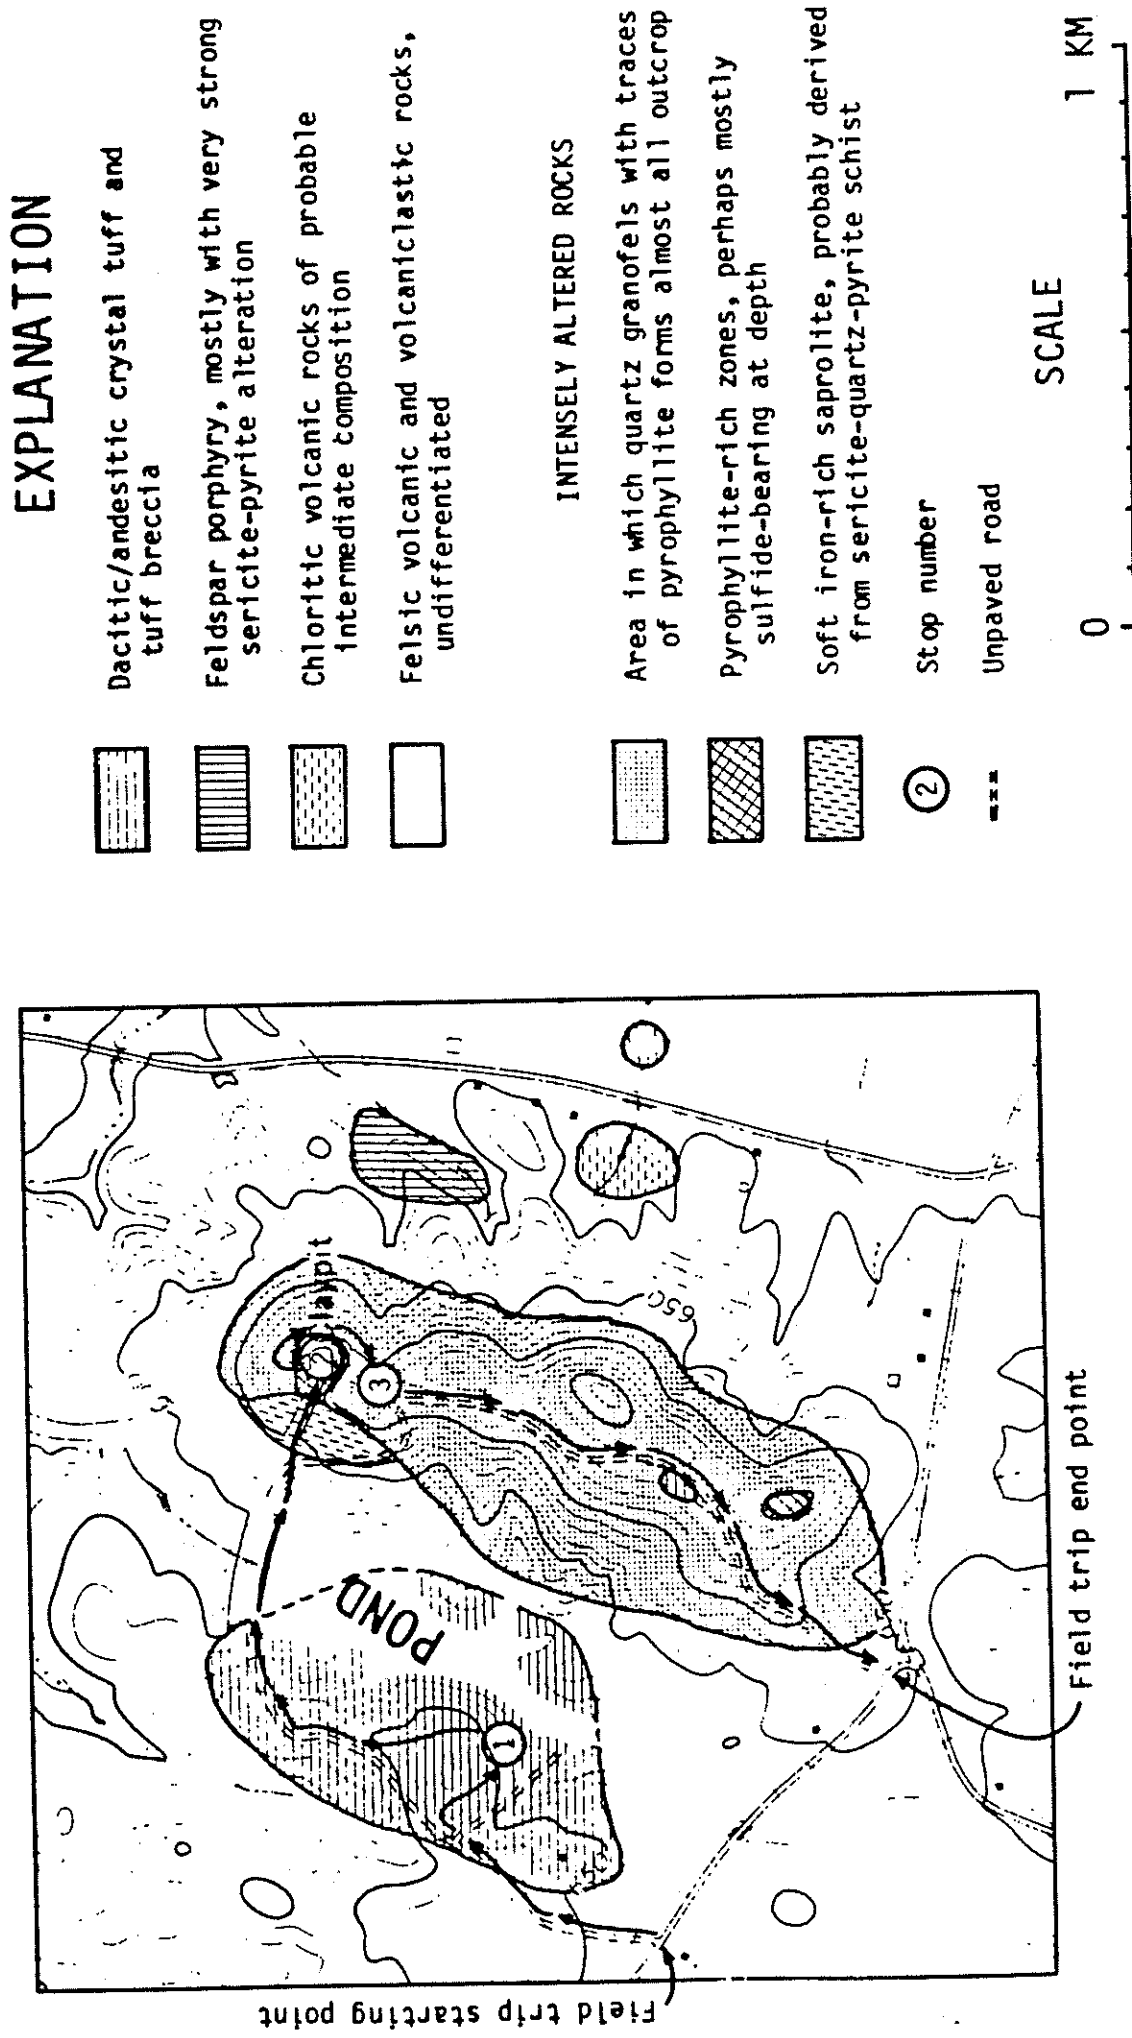 EXPLANATION
Dacitic/andesitic crystal tuff and
tuff breccia
Feldspar porphyry, mostly with very strong
sericite-pyrite alteration
Chloritic volcanic rocks of probable
intermediate composition
Felsic volcanic and volcaniclastic rocks,
undifferentiated
INTENSELY ALTERED ROCKS
Area in which quartz granofels with traces
of pyrophyllite forms almost all outcrop
Pyrophyllite-rich zones, perhaps mostly
sulfide-bearing at depth
Soft iron-rich saprolite, probably derived
from sericite-quartz-pyrite schist
2
Stop number
Unpaved road
SCALE
0
1 KM
laypit
2
3
650
POND
1
Field trip starting point
Field trip end point